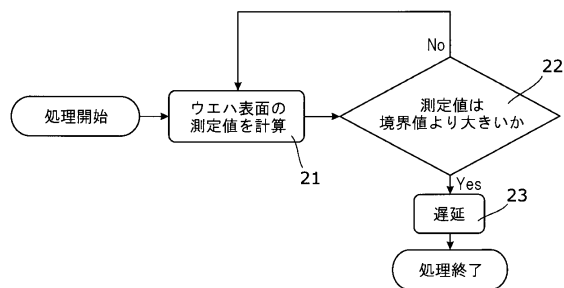 No
22
処理開始
ウエハ表面の
測定値を計算
測定値は
境界値より大きいか
21
Yes
遅延
23
処理終了